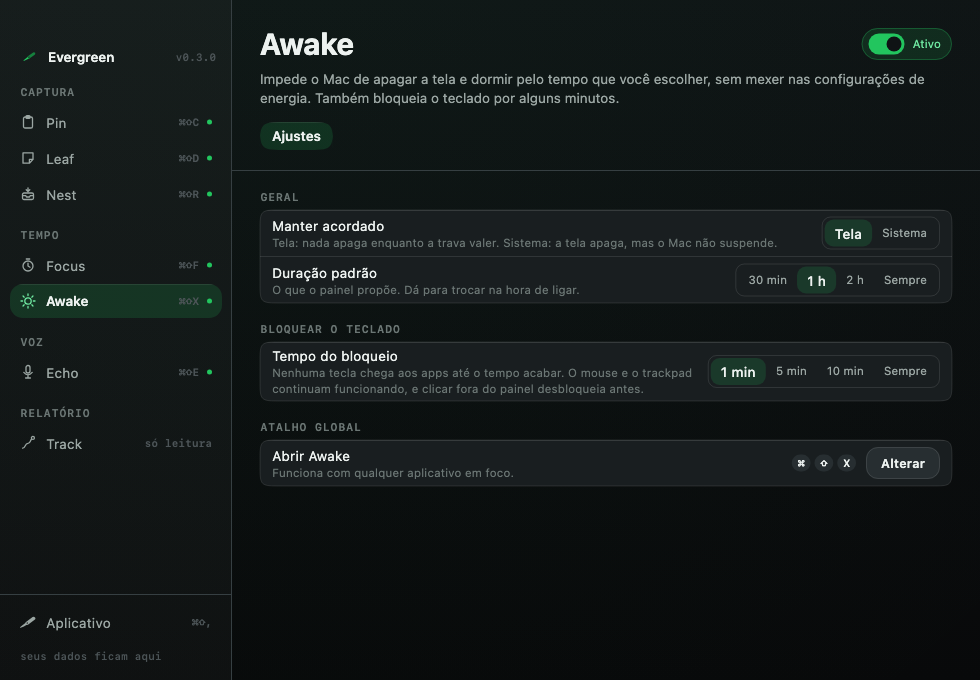 Evergreen v0.3.0
CAPTURA
Pin ⌘⇧C
Leaf ⌘⇧D
Nest ⌘⇧R
TEMPO
Focus ⌘⇧F
Awake ⌘⇧X
VOZ
Echo ⌘⇧E
RELATÓRIO
Track só leitura
Aplicativo ⌘⇧,
seus dados ficam aqui
Awake
Ativo
Impede o Mac de apagar a tela e dormir pelo tempo que você escolher, sem mexer nas configurações de
energia. Também bloqueia o teclado por alguns minutos.
Ajustes
GERAL
Manter acordado
Tela: nada apaga enquanto a trava valer. Sistema: a tela apaga, mas o Mac não suspende.
Tela Sistema
Duração padrão
O que o painel propõe. Dá para trocar na hora de ligar.
30 min 1 h 2 h Sempre
BLOQUEAR O TECLADO
Tempo do bloqueio
Nenhuma tecla chega aos apps até o tempo acabar. O mouse e o trackpad
continuam funcionando, e clicar fora do painel desbloqueia antes.
1 min 5 min 10 min Sempre
ATALHO GLOBAL
Abrir Awake
Funciona com qualquer aplicativo em foco.
⌘ ⇧ X Alterar